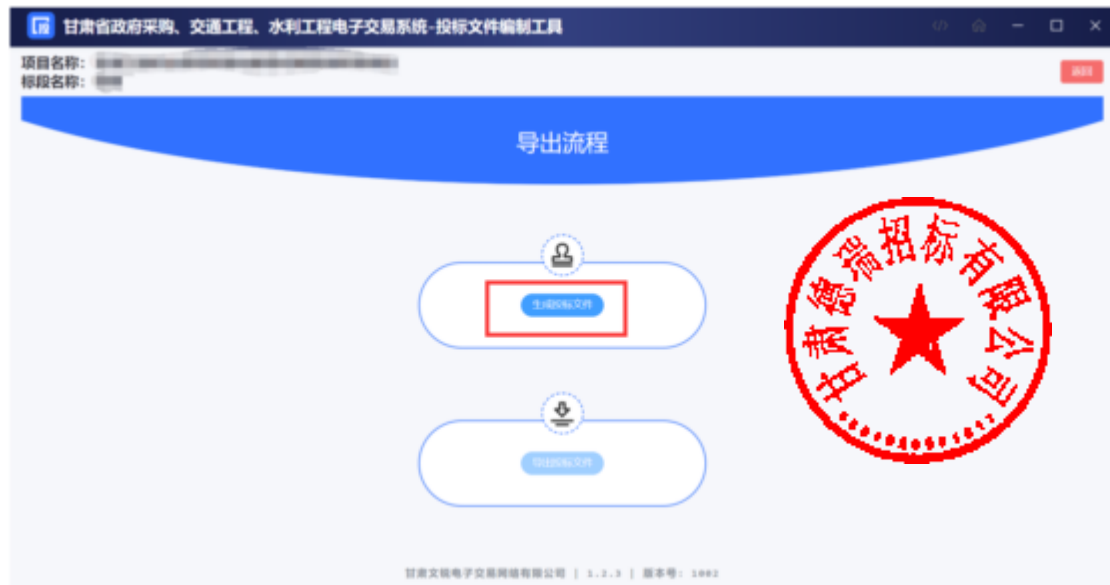 甘肃省政府采购、交通工程、水利工程电子交易系统-投标文件编制工具
项目名称:
标段名称:
返回
导出流程
生成投标文件
导出投标文件
甘肃德瑞招标有限公司
甘肃文锐电子交易网络有限公司 | 1.2.3 | 版本号: 1002